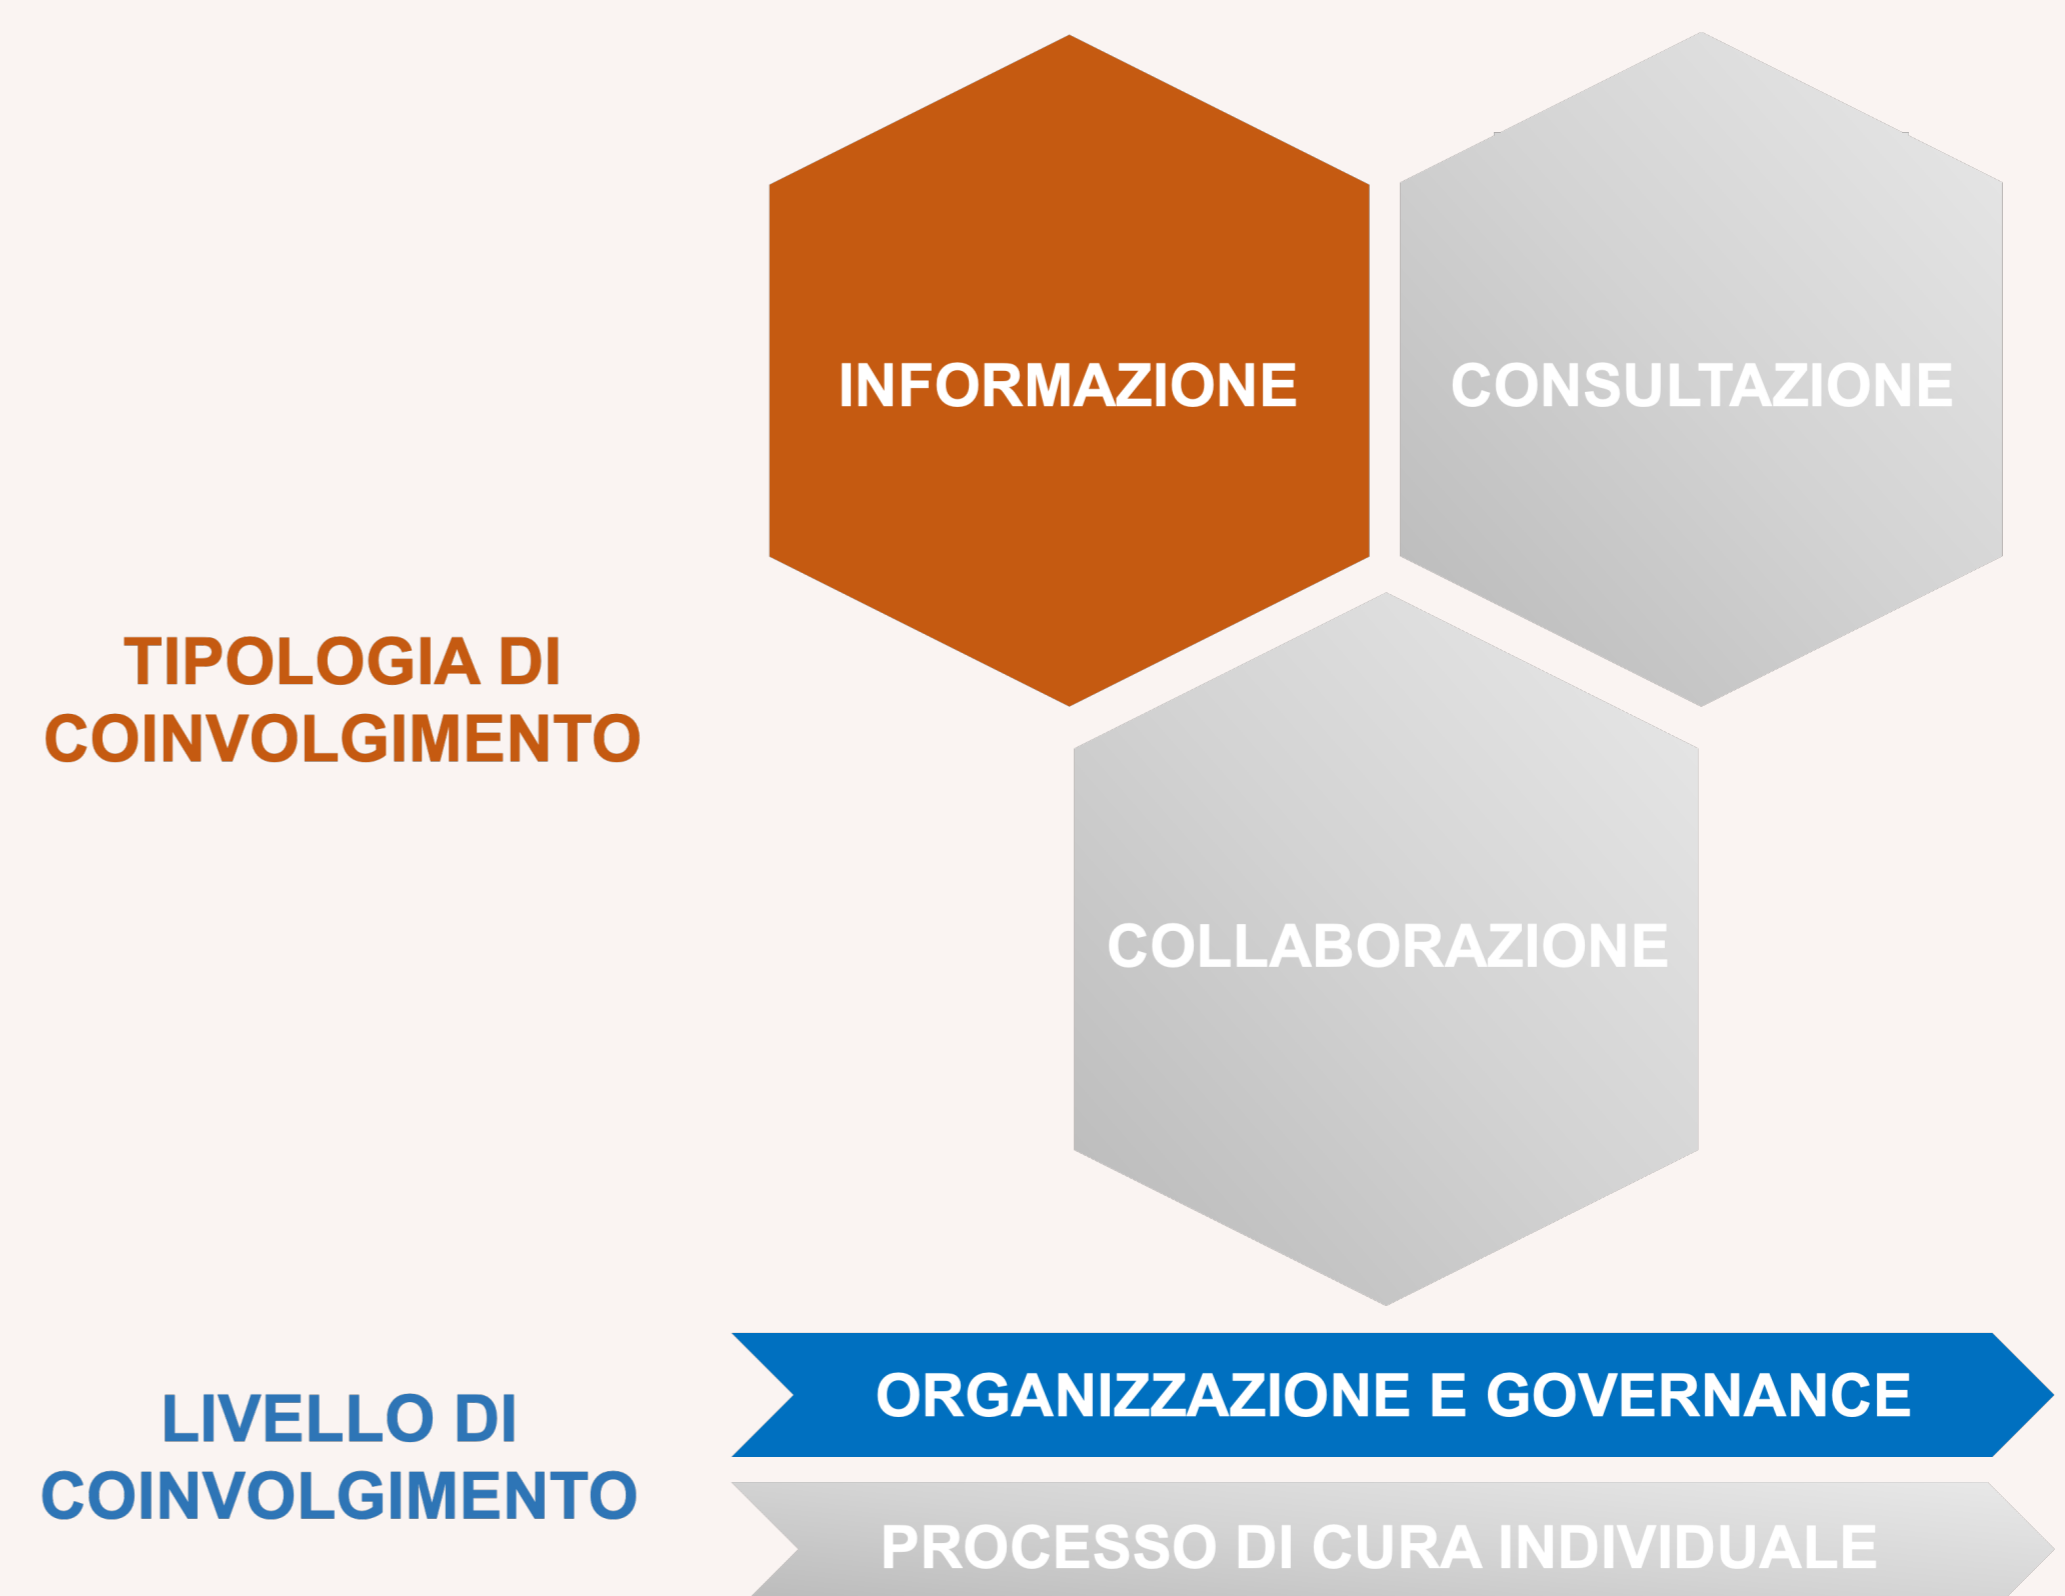 INFORMAZIONE
CONSULTAZIONE
TIPOLOGIA DI
COINVOLGIMENTO
COLLABORAZIONE
LIVELLO DI
COINVOLGIMENTO
ORGANIZZAZIONE E GOVERNANCE
PROCESSO DI CURA INDIVIDUALE